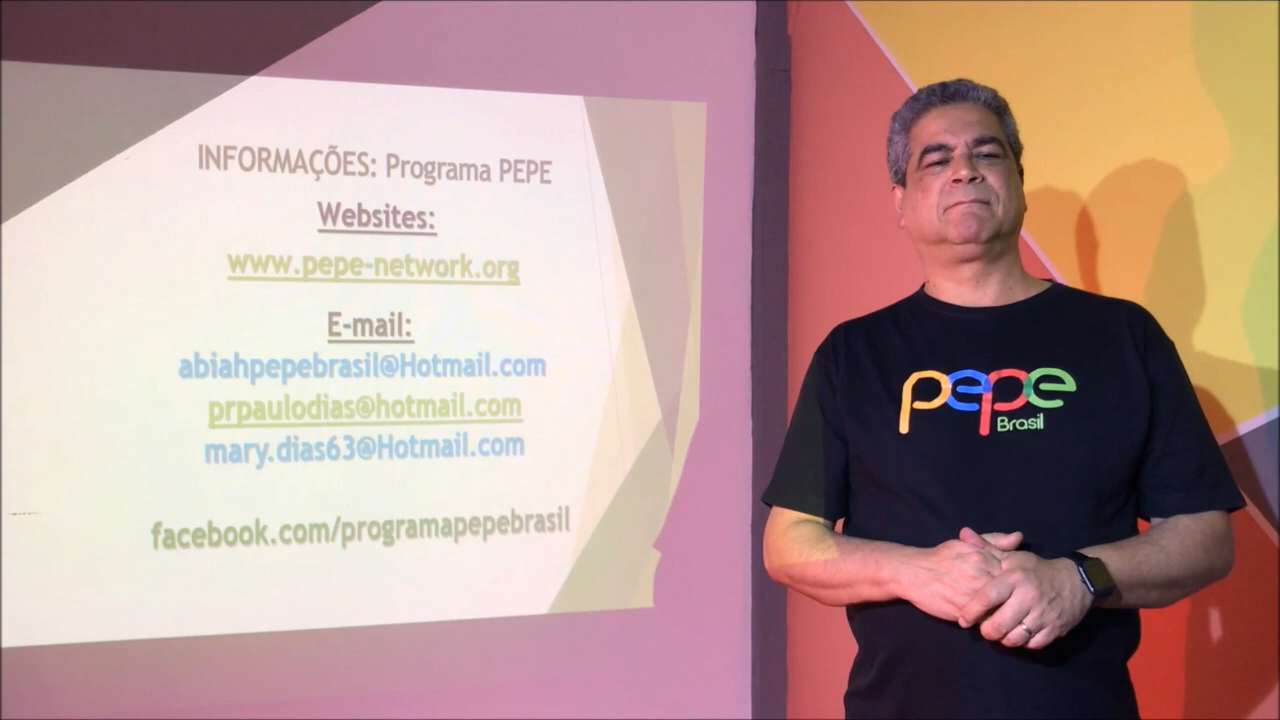 INFORMAÇÕES: Programa PEPE
Websites:
www.pepe-network.org
E-mail:
abiahpepebrasil@Hotmail.com
prpaulodias@hotmail.com
mary.dias63@Hotmail.com
facebook.com/programapepebrasil
pepe
Brasil